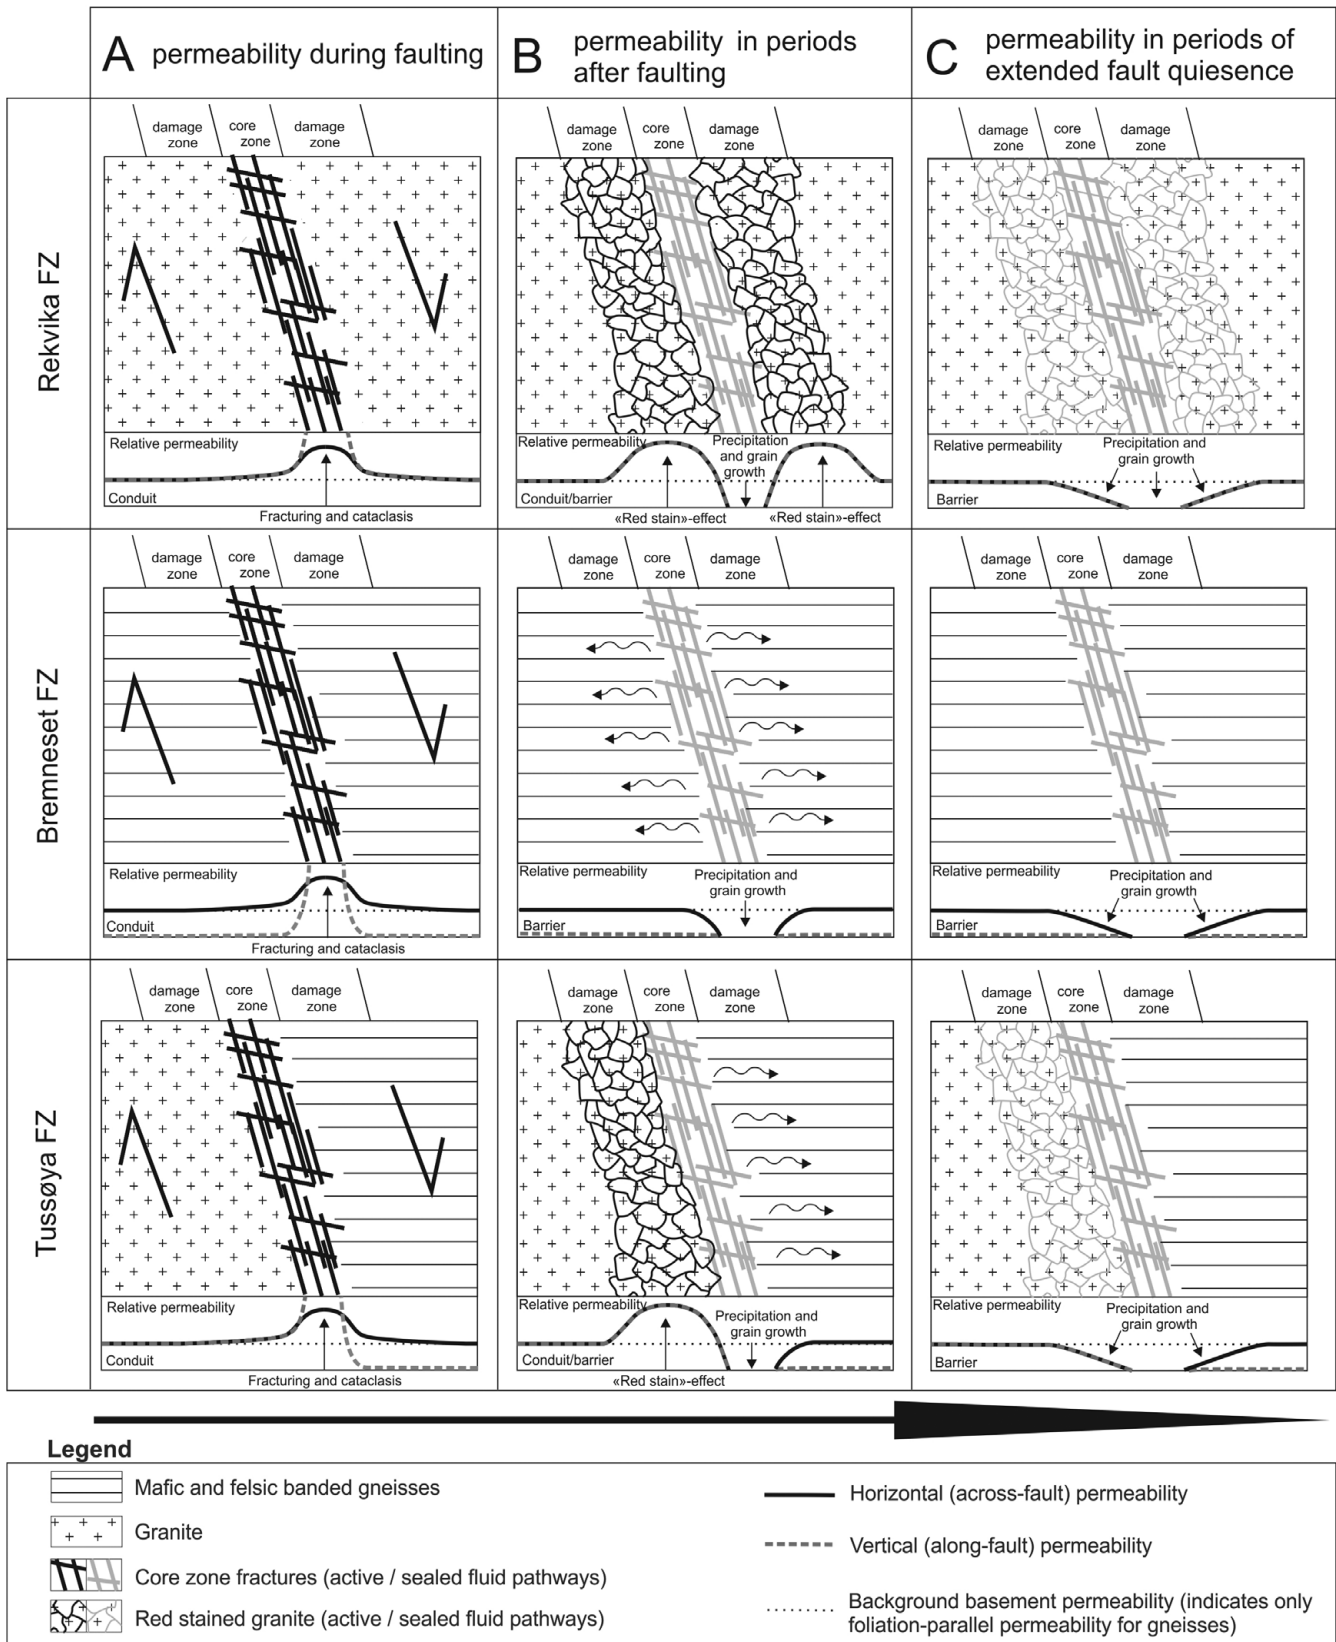 A permeability during faulting
B permeability in periods
after faulting
C permeability in periods of
extended fault quiesence
Rekvika FZ
damage
zone
core
zone
damage
zone
Relative permeability
Conduit
Fracturing and cataclasis
damage
zone
core
zone
damage
zone
Relative permeability
Precipitation
and grain
growth
Conduit/barrier
«Red stain»-effect
«Red stain»-effect
damage
zone
core
zone
damage
zone
Relative permeability
Precipitation and
grain growth
Barrier
Bremneset FZ
damage
zone
core
zone
damage
zone
Relative permeability
Conduit
Fracturing and cataclasis
damage
zone
core
zone
damage
zone
Relative permeability
Precipitation and
grain growth
Barrier
damage
zone
core
zone
damage
zone
Relative permeability
Precipitation and
grain growth
Barrier
Tussøya FZ
damage
zone
core
zone
damage
zone
Relative permeability
Conduit
Fracturing and cataclasis
damage
zone
core
zone
damage
zone
Relative permeability
Precipitation and
grain growth
Conduit/barrier
«Red stain»-effect
damage
zone
core
zone
damage
zone
Relative permeability
Precipitation and
grain growth
Barrier
Legend
Mafic and felsic banded gneisses
Granite
Core zone fractures (active / sealed fluid pathways)
Red stained granite (active / sealed fluid pathways)
Horizontal (across-fault) permeability
Vertical (along-fault) permeability
Background basement permeability (indicates only
foliation-parallel permeability for gneisses)